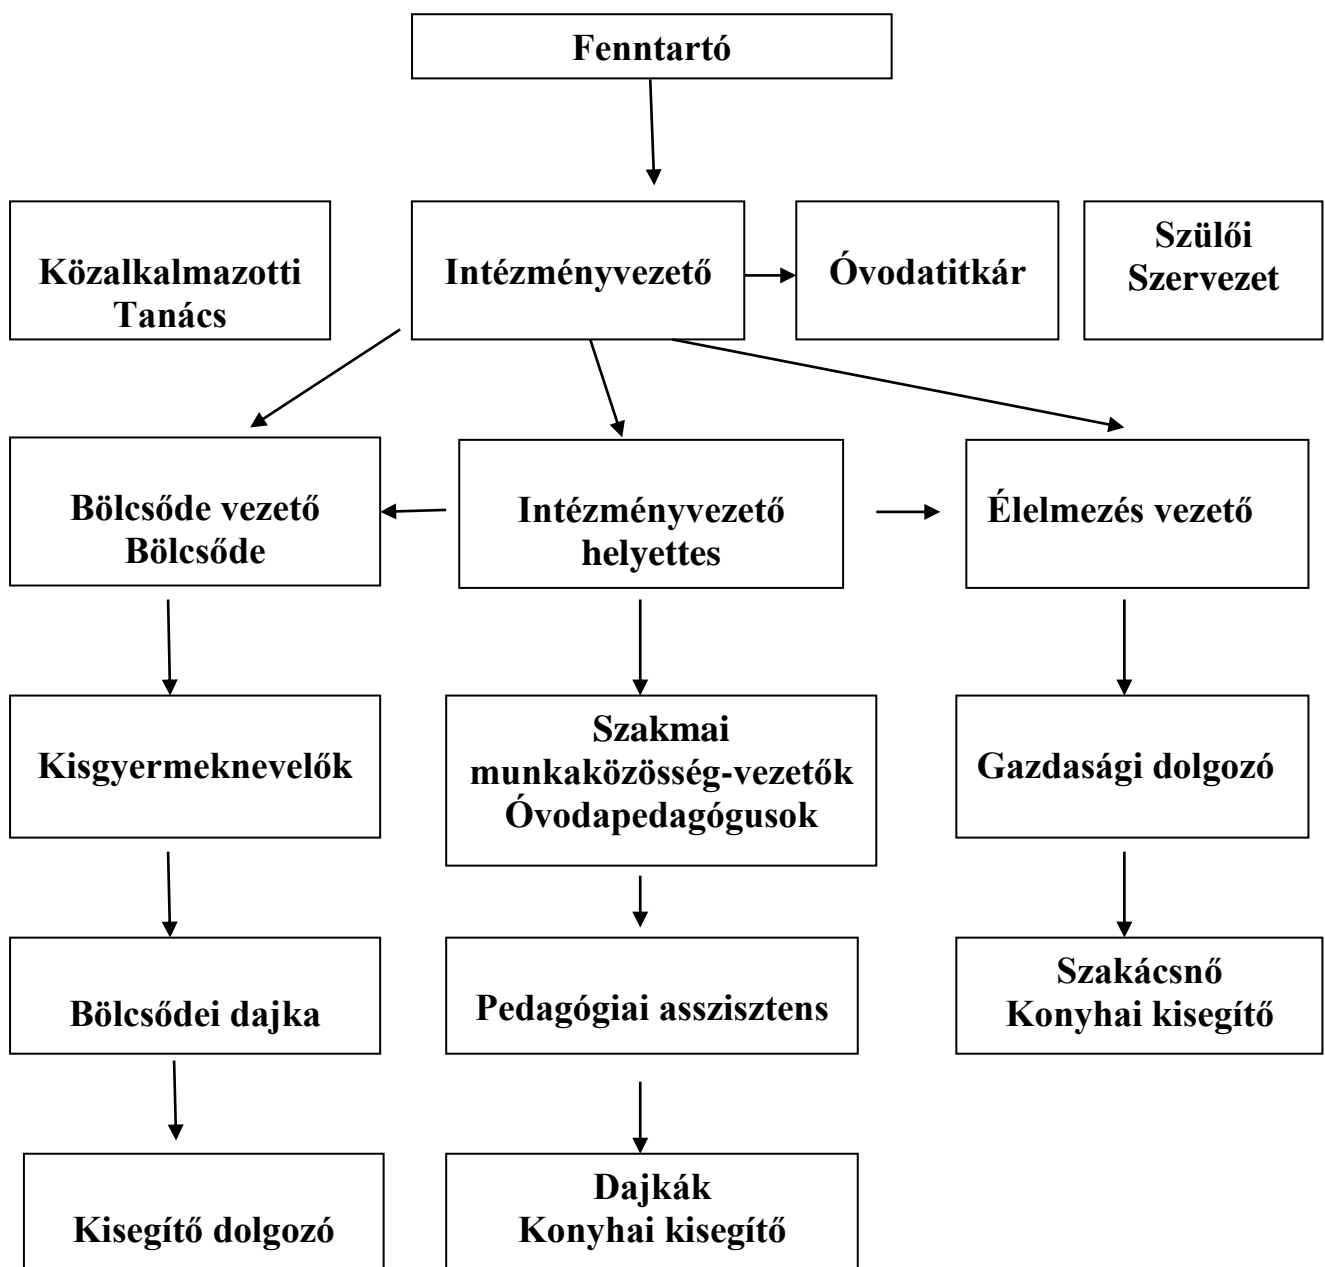 Fenntartó
Közalkalmazotti
Tanács
Intézményvezető
Óvodatitkár
Szülői
Szervezet
Bölcsőde vezető
Bölcsőde
Intézményvezető
helyettes
Élelmezés vezető
Kisgyermeknevelők
Szakmai
munkaközösség-vezetők
Óvodapedagógusok
Gazdasági dolgozó
Bölcsődei dajka
Pedagógiai asszisztens
Szakácsnő
Konyhai kisegítő
Kisegítő dolgozó
Dajkák
Konyhai kisegítő